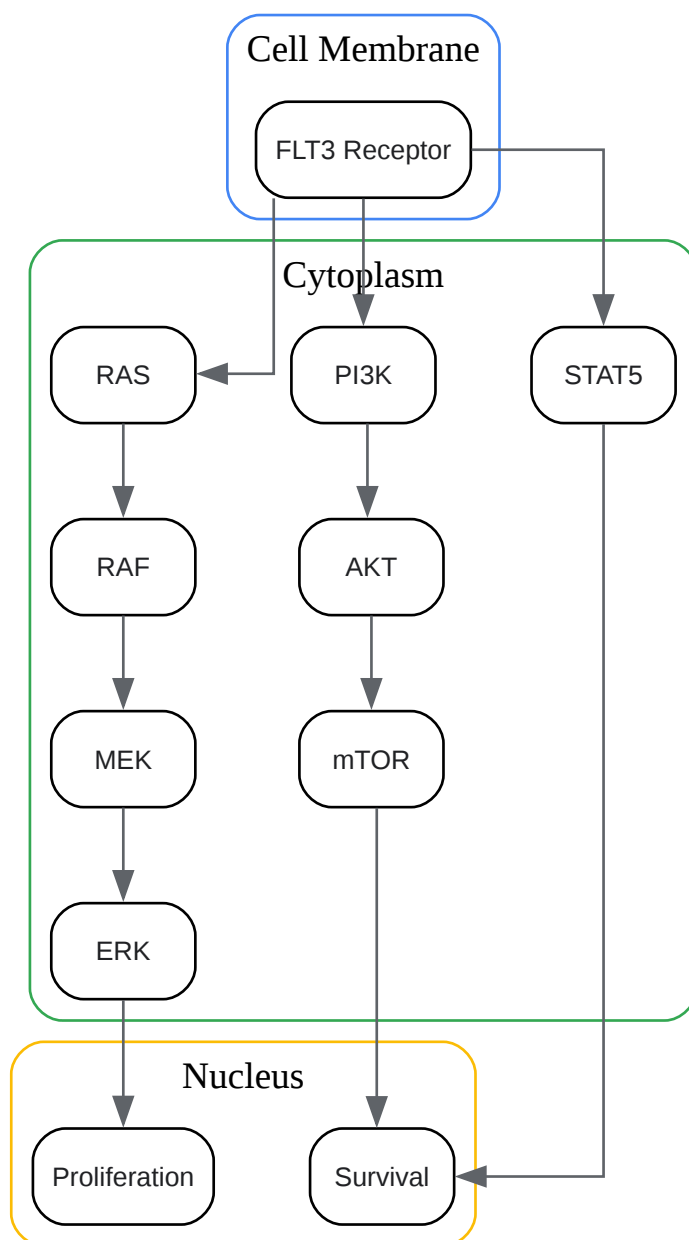 Cell Membrane
FLT3 Receptor
Cytoplasm
RAS
PI3K
STAT5
RAF
AKT
MEK
mTOR
ERK
Nucleus
Proliferation
Survival